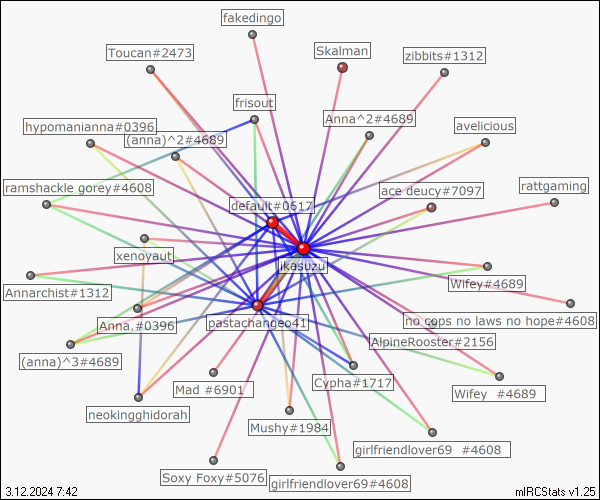 fakedingo
Toucan#2473
Skalman
zibbits#1312
frisout
hypomanianna#0396
(anna)^2#4689
Anna^2#4689
avelicious
ramshackle gorey#4608
default#0617
ace deucy#7097
rattgaming
xenoyaut
ikasuzu
Wifey#4689
Annarchist#1312
Anna.#0396
pastachangeo41
no cops no laws no hope#4608
AlpineRooster#2156
(anna)^3#4689
Mad #6901
Cypha#1717
Wifey #4689
neokingghidorah
Mushy#1984
girlfriendlover69 #4608
Soxy Foxy#5076
girlfriendlover69#4608
3.12.2024 7:42
mIRCStats v1.25